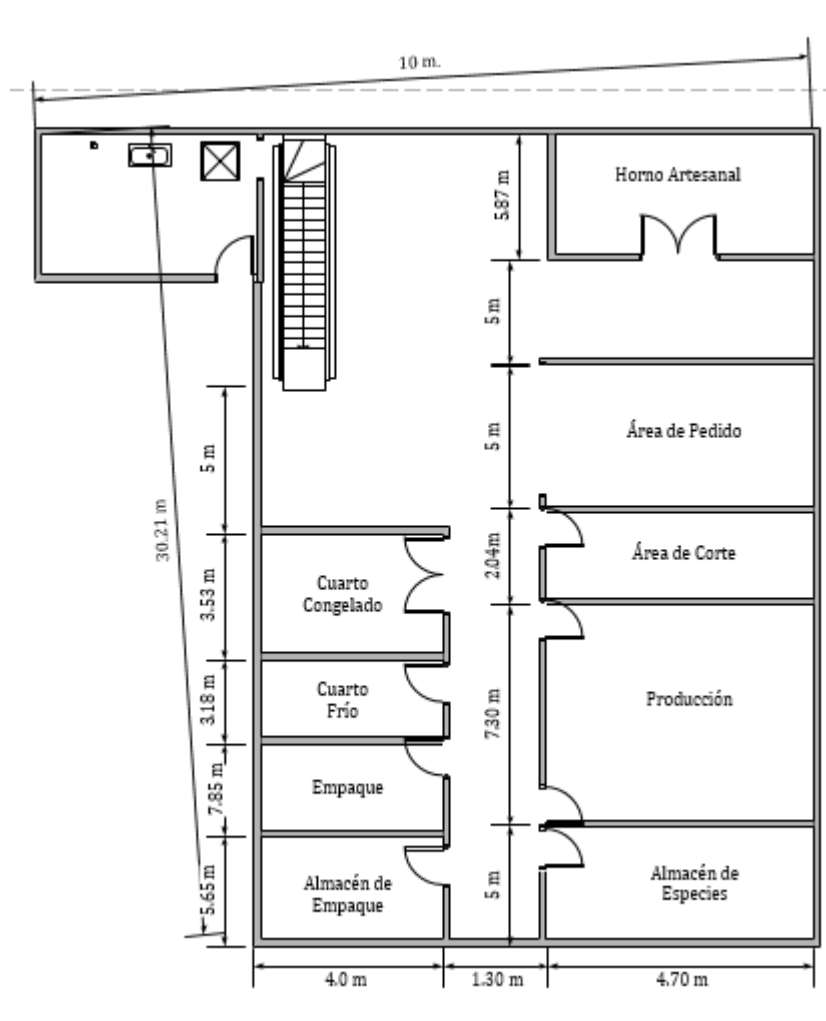 10 m.
Horno Artesanal
5.87 m
5 m
5 m
Área de Pedido
5 m
30.21 m
2.04m
Área de Corte
3.53 m
Cuarto
Congelado
3.18 m
Cuarto
Frío
7.30 m
Producción
7.85 m
Empaque
5.65 m
Almacén de
Empaque
5 m
Almacén de
Especies
4.0 m
1.30 m
4.70 m